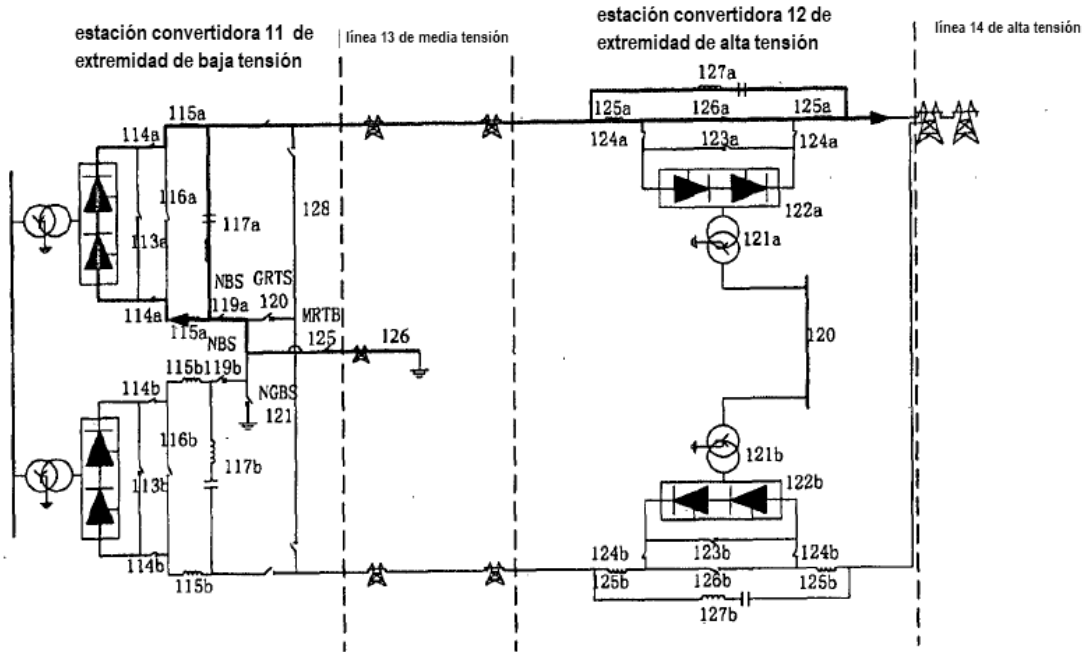 estación convertidora 11 de
extremidad de baja tensión
línea 13 de media tensión
estación convertidora 12 de
extremidad de alta tensión
línea 14 de alta tensión
127a
115a
125a
126a
125a
114a
124a
123a
124a
116a
128
122a
117a
113a
121a
NBS
GRTS
119a
120
MRTB
114a
115a
125
126
120
NBS
115b
119b
114b
NGBS
121
116b
121b
117b
122b
113b
124b
123b
124b
114b
125b
126b
125b
115b
127b